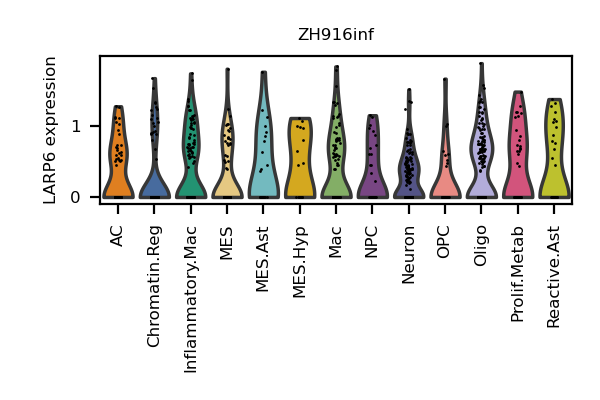 ZH916inf
LARP6 expression
1
0
AC
Chromatin.Reg
Inflammatory.Mac
MES
MES.Ast
MES.Hyp
Mac
NPC
Neuron
OPC
Oligo
Prolif.Metab
Reactive.Ast